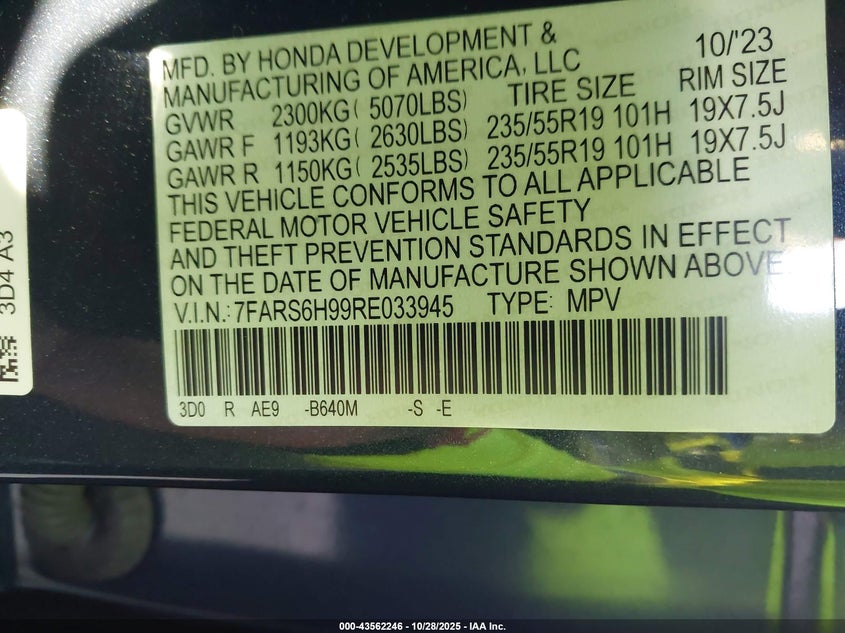 MFD. BY HONDA DEVELOPMENT & 10/'23
MANUFACTURING OF AMERICA, LLC TIRE SIZE RIM SIZE
GVWR 2300KG( 5070LBS)
GAWR F 1193KG( 2630LBS) 235/55R19 101H 19X7.5J
GAWR R 1150KG( 2535LBS) 235/55R19 101H 19X7.5J
THIS VEHICLE CONFORMS TO ALL APPLICABLE
FEDERAL MOTOR VEHICLE SAFETY
AND THEFT PREVENTION STANDARDS IN EFFECT
ON THE DATE OF MANUFACTURE SHOWN ABOVE
V.I.N.: 7FARS6H99RE033945 TYPE: MPV
3D0 R AE9 -B640M -S -E
3D4 A3
000-43562246 - 10/28/2025 - IAA Inc.